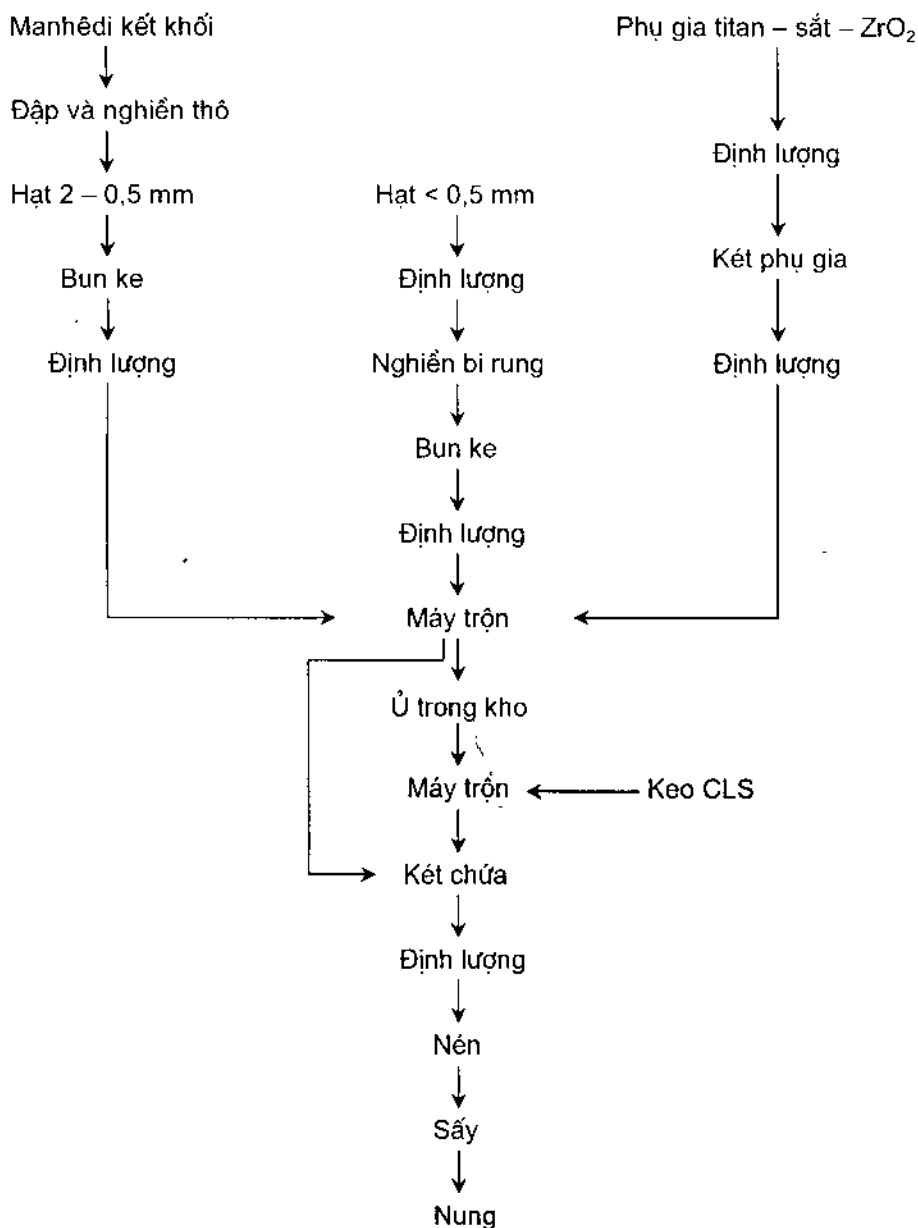 Manhêdi kết khối
Phụ gia titan – sắt – ZrO₂
Đập và nghiền thô
Định lượng
Hạt 2 – 0,5 mm
Hạt < 0,5 mm
Bun ke
Định lượng
Két phụ gia
Định lượng
Nghiền bi rung
Định lượng
Bun ke
Định lượng
Máy trộn
Ủ trong kho
Máy trộn
Keo CLS
Két chứa
Định lượng
Nén
Sấy
Nung